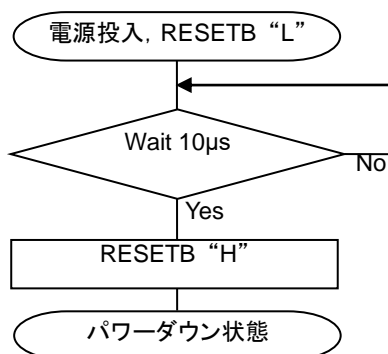 電源投入, RESETB “L”
Wait 10μs
No
Yes
RESETB “H”
パワーダウン状態